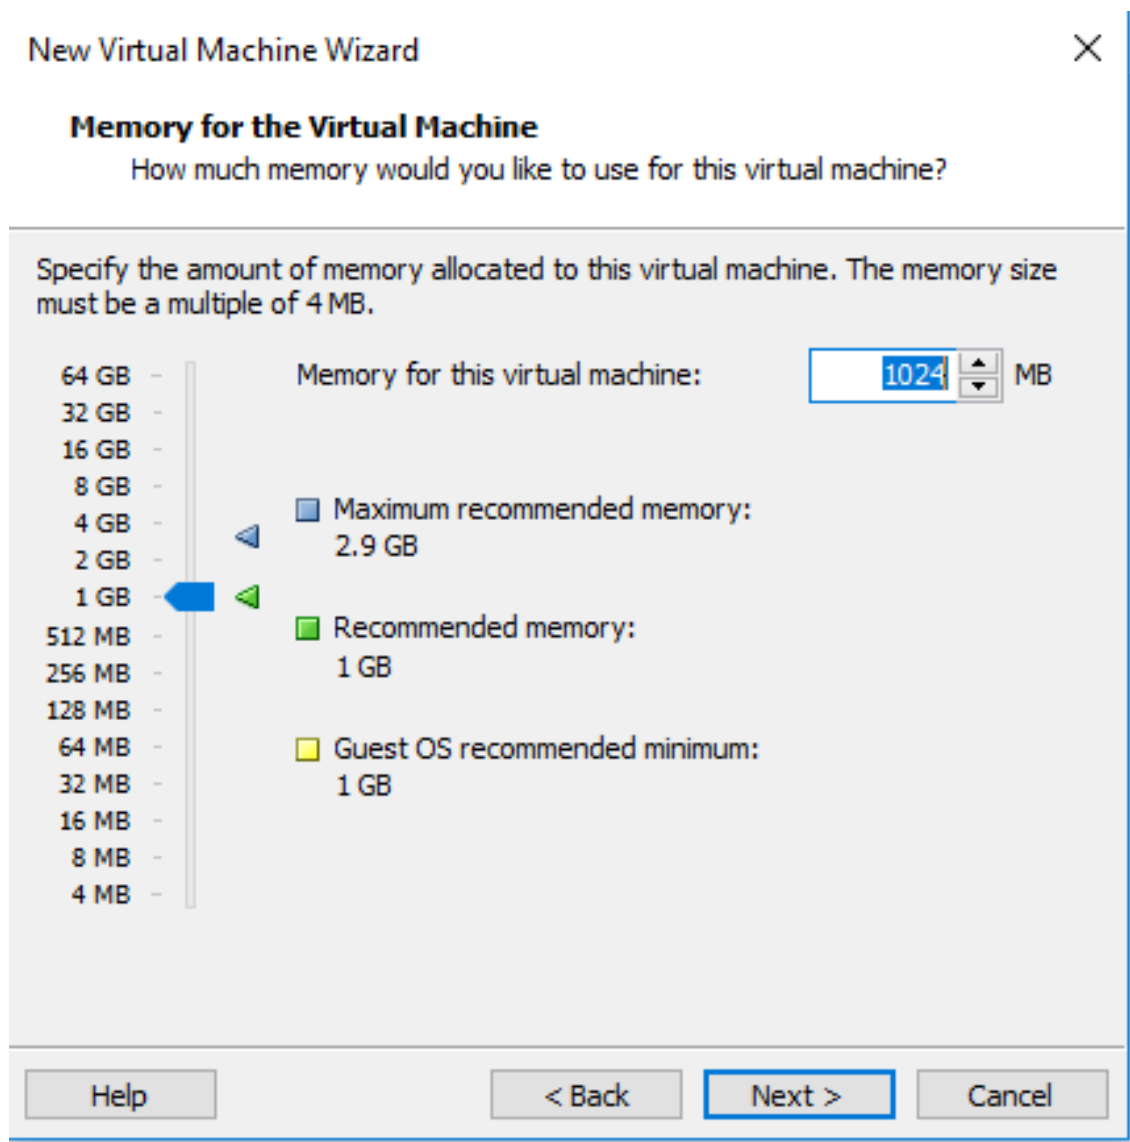 New Virtual Machine Wizard
Memory for the Virtual Machine
How much memory would you like to use for this virtual machine?
Specify the amount of memory allocated to this virtual machine. The memory size
must be a multiple of 4 MB.
64 GB
32 GB
16 GB
8 GB
4 GB
2 GB
1 GB
512 MB
256 MB
128 MB
64 MB
32 MB
16 MB
8 MB
4 MB
Memory for this virtual machine: 1024 MB
Maximum recommended memory:
2.9 GB
Recommended memory:
1 GB
Guest OS recommended minimum:
1 GB
Help < Back Next > Cancel